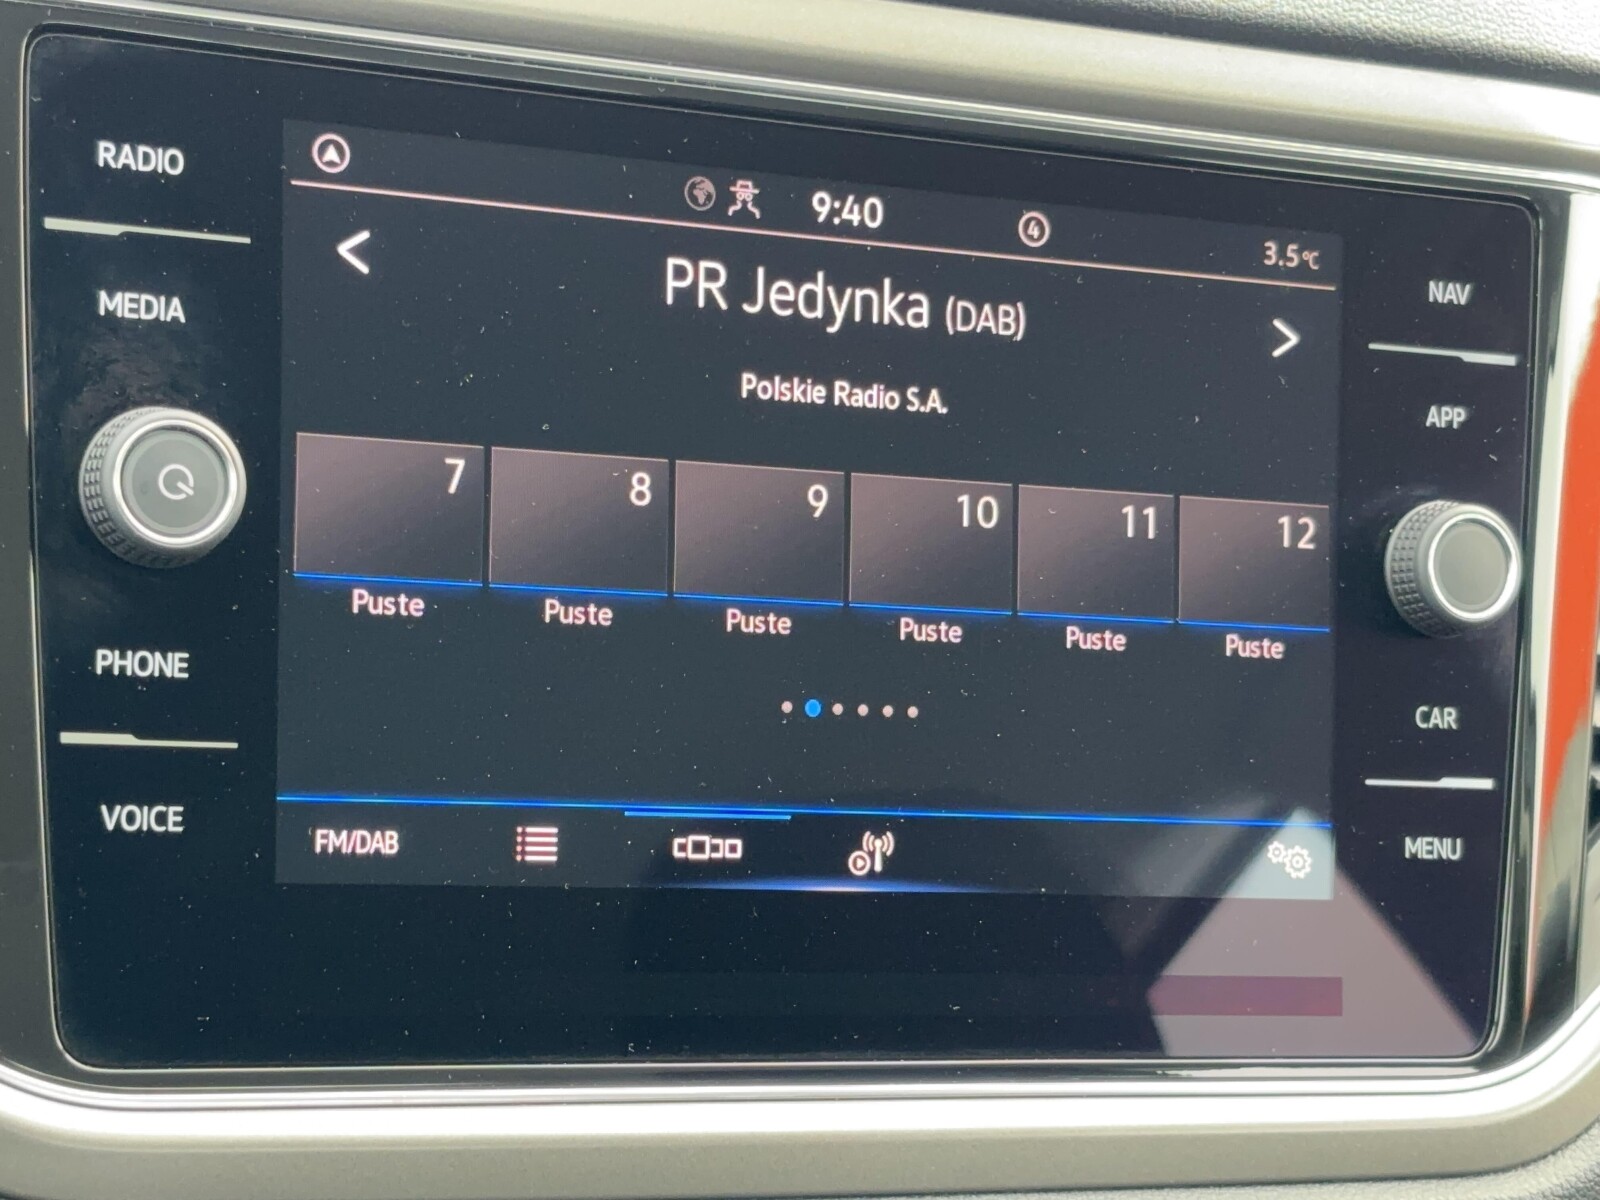 RADIO
MEDIA
PHONE
VOICE
9:40
4
3.5°C
PR Jedynka (DAB)
Polskie Radio S.A.
7 8 9 10 11 12
Puste Puste Puste Puste Puste Puste
FM/DAB
NAV
APP
CAR
MENU